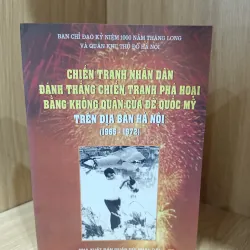 BAN CHỈ ĐẠO KỶ NIỆM 1000 NĂM THĂNG LONG
VÀ QUÂN KHU THỦ ĐÔ HÀ NỘI
CHIẾN TRANH NHÂN DÂN
ĐÁNH THẮNG CHIẾN TRANH PHÁ HOẠI
BẰNG KHÔNG QUÂN CỦA ĐẾ QUỐC MỸ
TRÊN ĐỊA BÀN HÀ NỘI